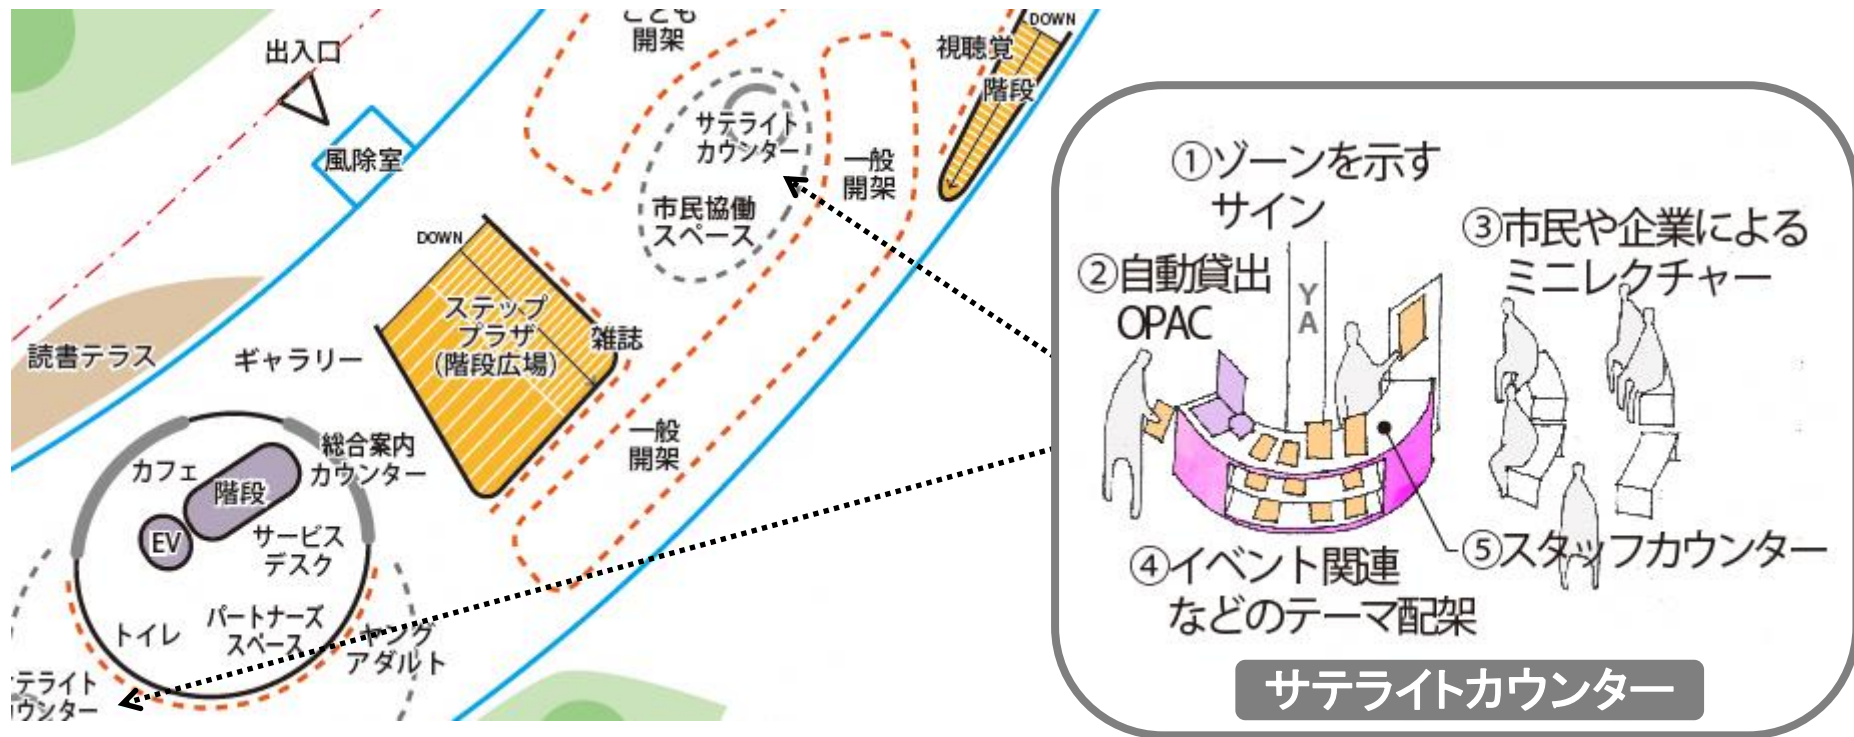 こども
開架
出入口
風除室
サテライト
カウンター
市民協働
スペース
一般
開架
視聴覚
DOWN
階段
DOWN
ステップ
プラザ
（階段広場）
雑誌
読書テラス
ギャラリー
一般
開架
カフェ
総合案内
カウンター
階段
EV
サービス
デスク
トイレ
パートナーズ
スペース
ヤング
アダルト
テライト
ウンター
①ゾーンを示す
サイン
②自動貸出
OPAC
Y
A
③市民や企業による
ミニレクチャー
④イベント関連
などのテーマ配架
⑤スタッフカウンター
サテライトカウンター